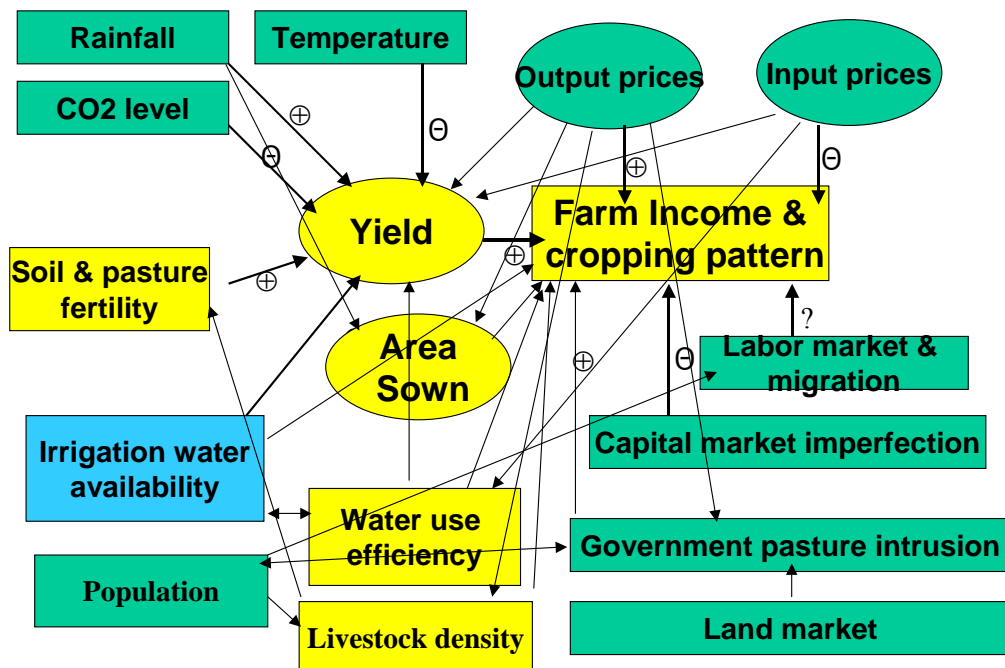 Rainfall
Temperature
Output prices
Input prices
CO2 level
⊕
Θ
Θ
⊕
Θ
Yield
Farm Income &
cropping pattern
⊕
Soil & pasture
fertility
⊕
Area
Sown
⊕
Θ
?
Labor market &
migration
Capital market imperfection
Irrigation water
availability
Water use
efficiency
Government pasture intrusion
Population
Livestock density
Land market